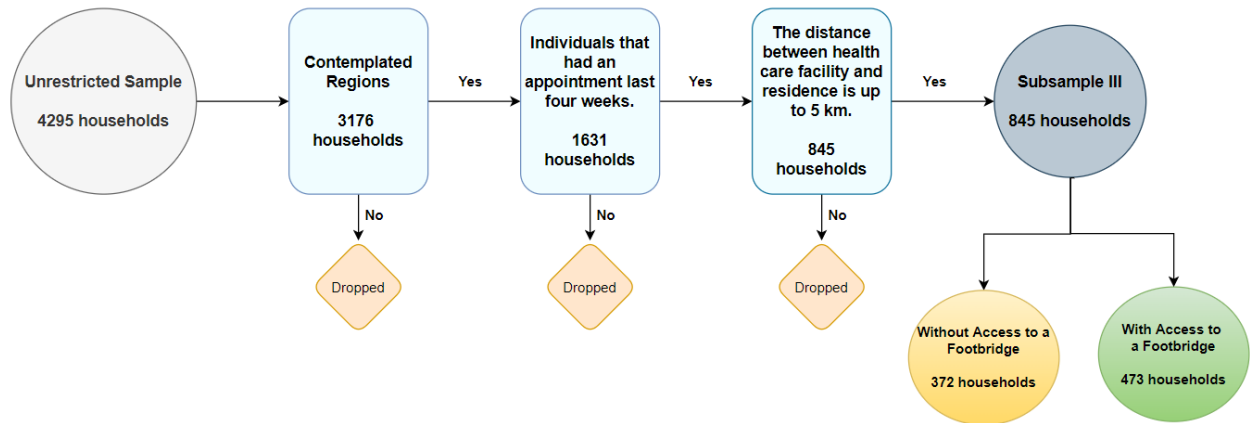 Unrestricted Sample
4295 households
Contemplated
Regions
3176
households
Yes
No
Dropped
Individuals that
had an
appointment last
four weeks.
1631
households
Yes
No
Dropped
The distance
between health
care facility and
residence is up
to 5 km.
845
households
Yes
No
Dropped
Subsample III
845 households
Without Access to a
Footbridge
372 households
With Access to
a Footbridge
473 households